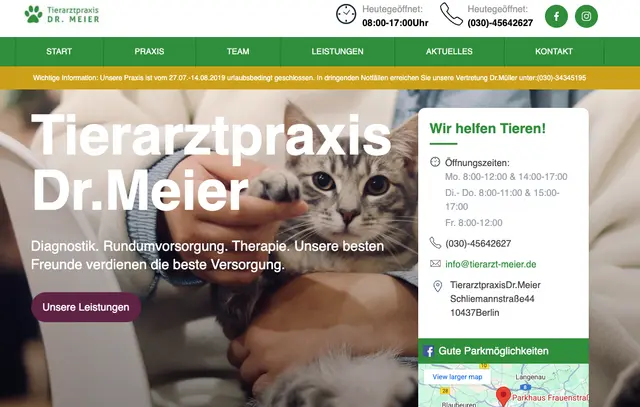 Tierarztpraxis
DR. MEIER
Heutegeöffnet:
08:00-17:00Uhr
Heutegeöffnet:
(030)-45642627
START
PRAXIS
TEAM
LEISTUNGEN
AKTUELLES
KONTAKT
Wichtige Information: Unsere Praxis ist vom 27.07.-14.08.2019 urlaubsbedingt geschlossen. In dringenden Notfällen erreichen Sie unsere Vertretung Dr.Müller unter:(030)-34345195
Tierarztpraxis
Dr.Meier
Diagnostik. Rundumvorsorgung. Therapie. Unsere besten
Freunde verdienen die beste Versorgung.
Unsere Leistungen
Wir helfen Tieren!
Öffnungszeiten:
Mo. 8:00-12:00 & 14:00-17:00
Di.- Do. 8:00-11:00 & 15:00-
17:00
Fr. 8:00-12:00
(030)-45642627
info@tierarzt-meier.de
TierarztpraxisDr.Meier
Schliemannstraße44
10437Berlin
Gute Parkmöglichkeiten
View larger map
Langenau
Parkhaus Frauenstraß
Blaubeuren